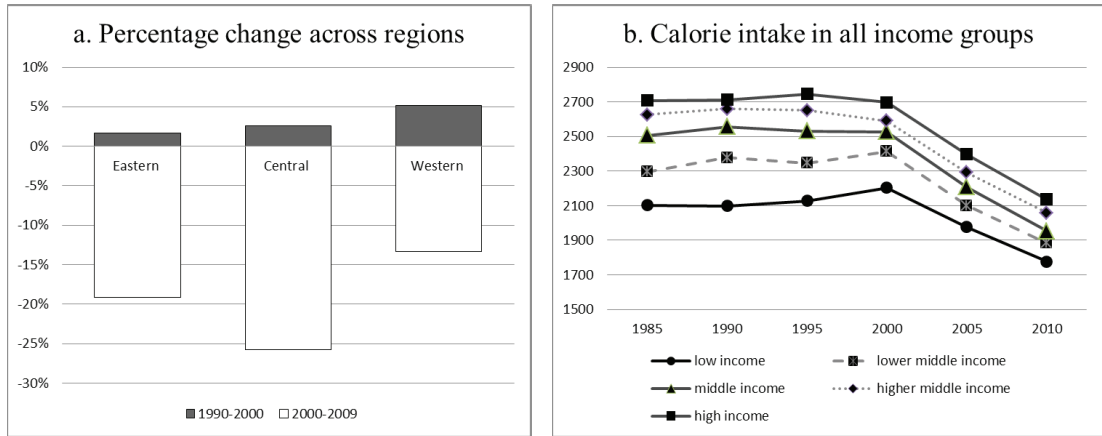 a. Percentage change across regions
10%
5%
0%
Eastern Central Western
-5%
-10%
-15%
-20%
-25%
-30%
1990-2000 2000-2009
b. Calorie intake in all income groups
2900
2700
2500
2300
2100
1900
1700
1500
1985 1990 1995 2000 2005 2010
low income lower middle income
middle income higher middle income
high income